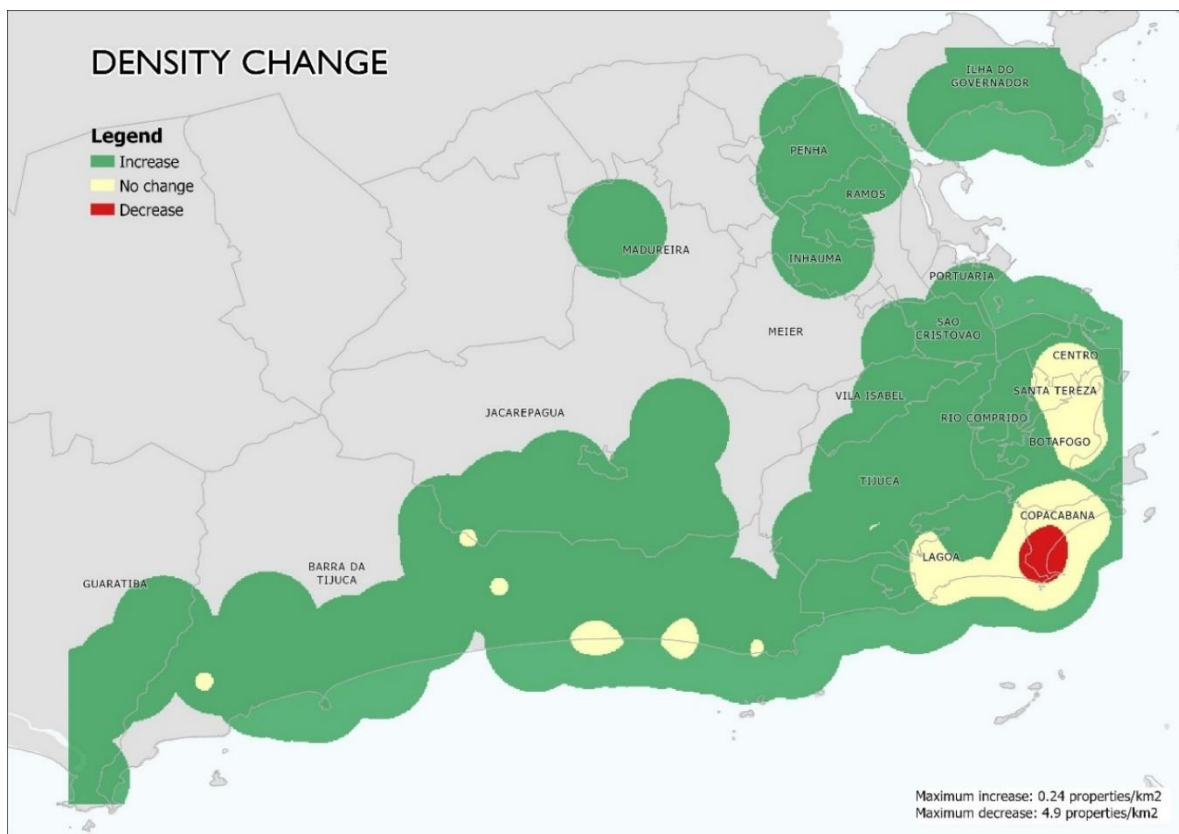 DENSITY CHANGE
Legend
Increase
No change
Decrease
ILHA DO
GOVERNADOR
PENHA
RAMOS
MADUREIRA
INHAUMA
PORTUARIA
SAO
CRISTOVAO
MEIER
CENTRO
VILA ISABEL
SANTA TEREZA
JACAREPAGUA
RIO COMPRIDO
BOTAFOGO
TIJUCA
COPACABANA
LAGOA
BARRA DA
TIJUCA
GUARATIBA
Maximum increase: 0.24 properties/km2
Maximum decrease: 4.9 properties/km2